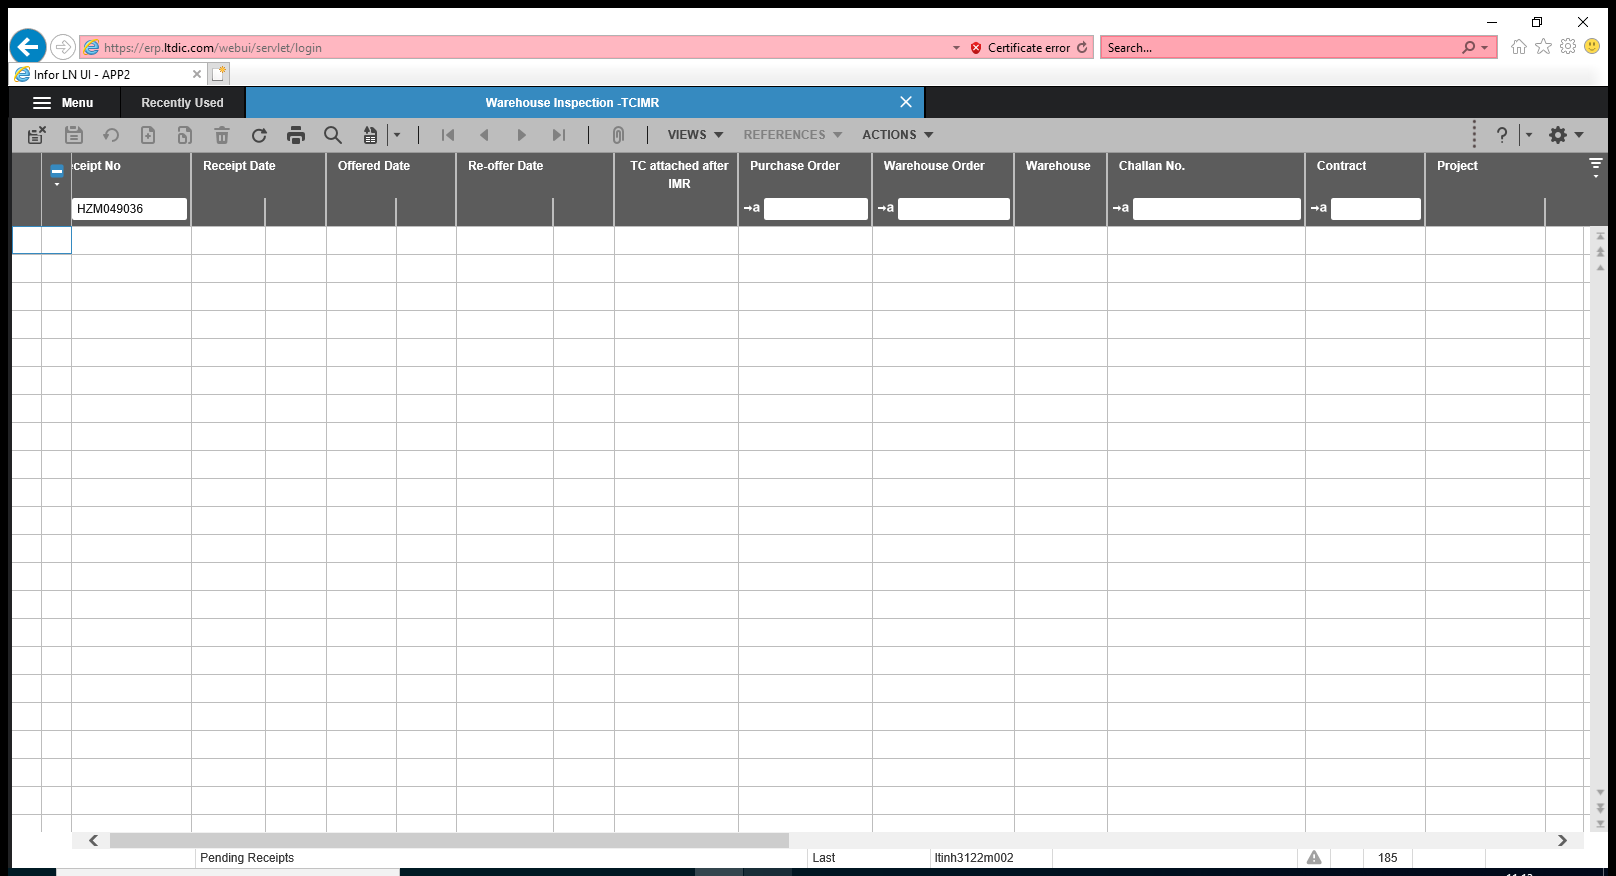 https://erp.ltdic.com/webui/servlet/login
Certificate error
Search...
Infor LN UI - APP2
Menu
Recently Used
Warehouse Inspection -TCIMR
VIEWS
REFERENCES
ACTIONS
?
ceipt No
Receipt Date
Offered Date
Re-offer Date
TC attached after
IMR
Purchase Order
Warehouse Order
Warehouse
Challan No.
Contract
Project
HZM049036
→a
→a
→a
→a
Pending Receipts
Last
ltinh3122m002
185